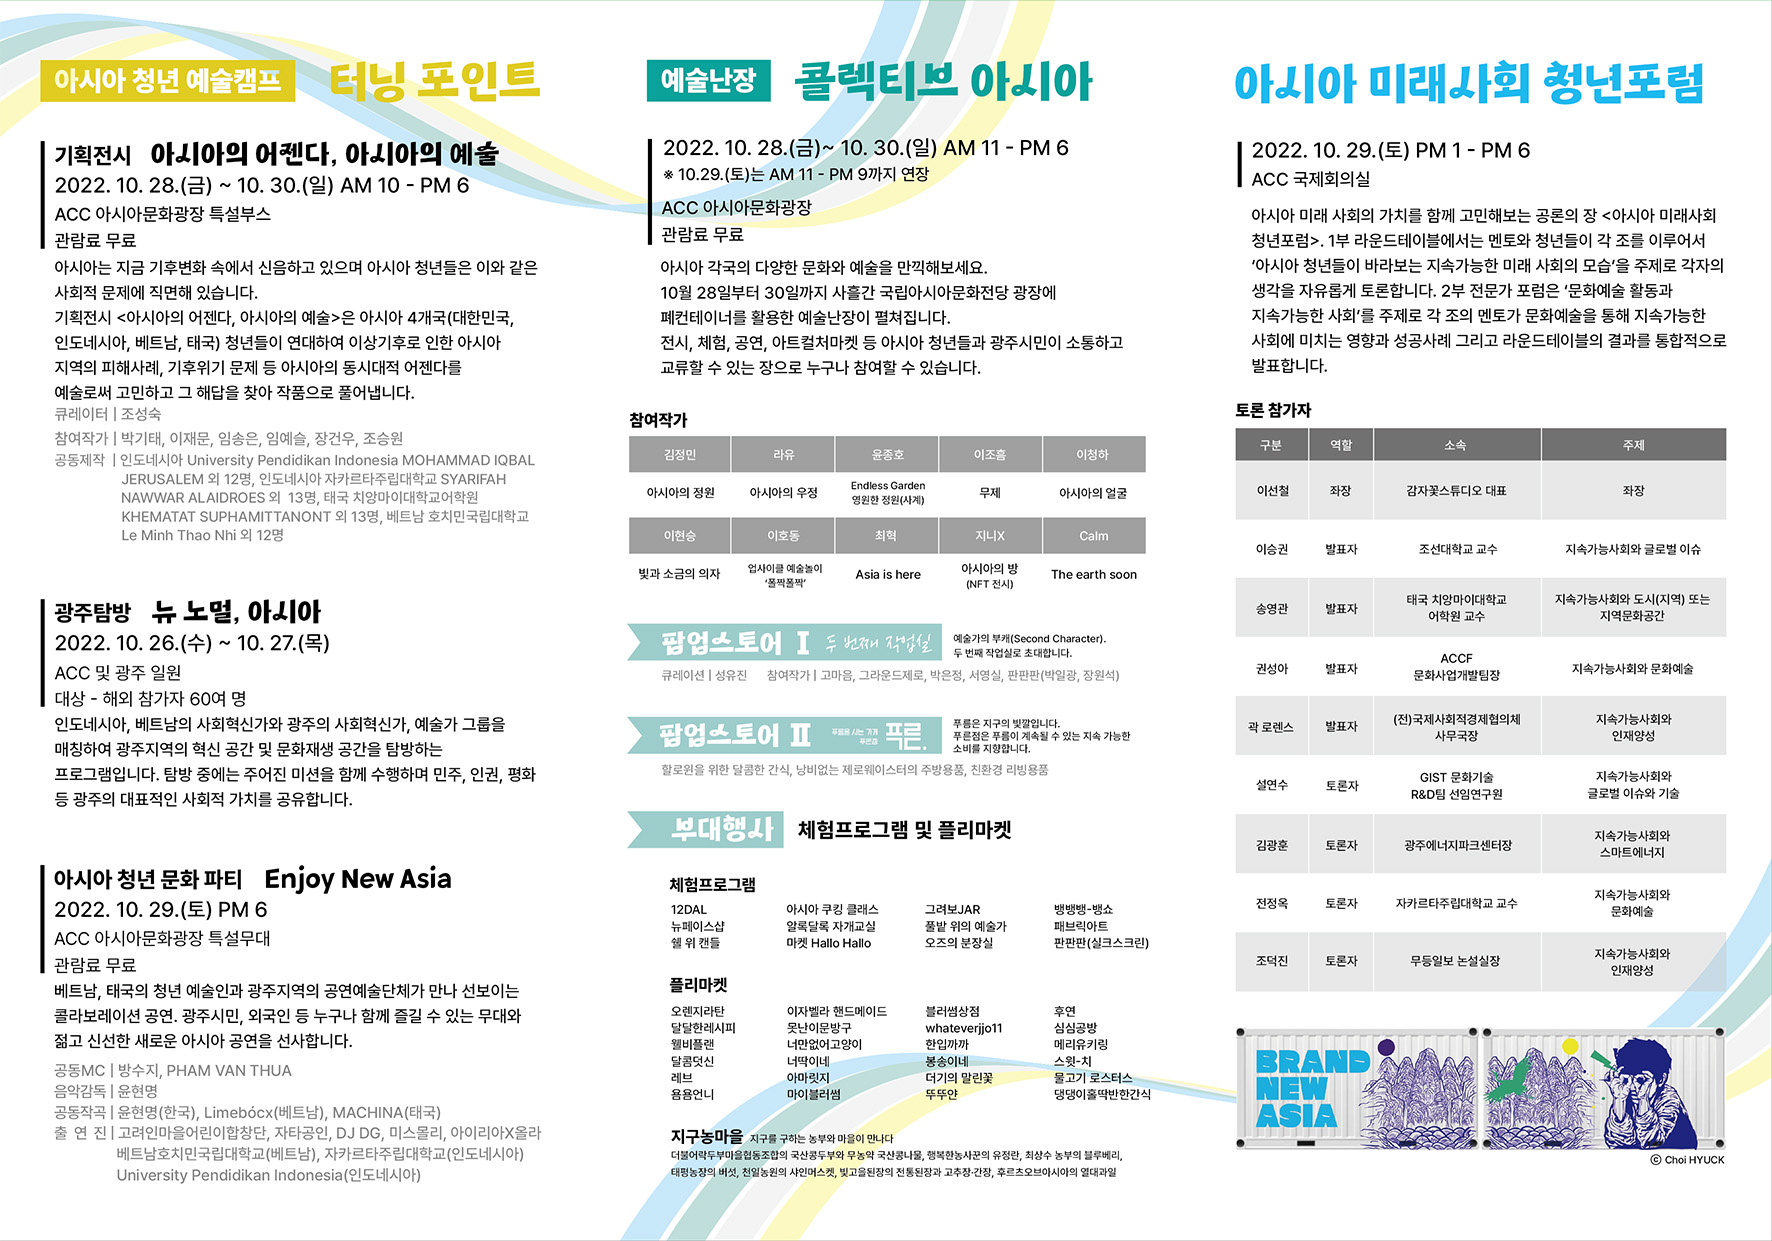 아시아 청년 예술캠프 터닝 포인트
기획전시 아시아의 어젠다, 아시아의 예술
2022. 10. 28.(금) ~ 10. 30.(일) AM 10 - PM 6
ACC 아시아문화광장 특설부스
관람료 무료
아시아는 지금 기후변화 속에서 신음하고 있으며 아시아 청년들은 이와 같은
사회적 문제에 직면해 있습니다.
기획전시 <아시아의 어젠다, 아시아의 예술>은 아시아 4개국(대한민국,
인도네시아, 베트남, 태국) 청년들이 연대하여 이상기후로 인한 아시아
지역의 피해사례, 기후위기 문제 등 아시아의 동시대적 어젠다를
예술로써 고민하고 그 해답을 찾아 작품으로 풀어냅니다.
큐레이터 | 조성숙
참여작가 | 박기태, 이재문, 임송은, 임예슬, 장건우, 조승원
공동제작 | 인도네시아 University Pendidikan Indonesia MOHAMMAD IQBAL
JERUSALEM 외 12명, 인도네시아 자카르타주립대학교 SYARIFAH
NAWWAR ALAIDROES 외 13명, 태국 치앙마이대학교어학원
KHEMATAT SUPHAMITTANONT 외 13명, 베트남 호치민국립대학교
Le Minh Thao Nhi 외 12명
광주탐방 뉴 노멀, 아시아
2022. 10. 26.(수) ~ 10. 27.(목)
ACC 및 광주 일원
대상 - 해외 참가자 60여 명
인도네시아, 베트남의 사회혁신가와 광주의 사회혁신가, 예술가 그룹을
매칭하여 광주지역의 혁신 공간 및 문화재생 공간을 탐방하는
프로그램입니다. 탐방 중에는 주어진 미션을 함께 수행하며 민주, 인권, 평화
등 광주의 대표적인 사회적 가치를 공유합니다.
아시아 청년 문화 파티 Enjoy New Asia
2022. 10. 29.(토) PM 6
ACC 아시아문화광장 특설무대
관람료 무료
베트남, 태국의 청년 예술인과 광주지역의 공연예술단체가 만나 선보이는
콜라보레이션 공연. 광주시민, 외국인 등 누구나 함께 즐길 수 있는 무대와
젊고 신선한 새로운 아시아 공연을 선사합니다.
공동MC | 방수지, PHAM VAN THUA
음악감독 | 윤현명
공동작곡 | 윤현명(한국), Limebócx(베트남), MACHINA(태국)
출 연 진 | 고려인마을어린이합창단, 자타공인, DJ DG, 미스몰리, 아이리아X올라
베트남호치민국립대학교(베트남), 자카르타주립대학교(인도네시아)
University Pendidikan Indonesia(인도네시아)
예술난장 콜렉티브 아시아
2022. 10. 28.(금)~ 10. 30.(일) AM 11 - PM 6
※ 10.29.(토)는 AM 11 - PM 9까지 연장
ACC 아시아문화광장
관람료 무료
아시아 각국의 다양한 문화와 예술을 만끽해보세요.
10월 28일부터 30일까지 사흘간 국립아시아문화전당 광장에
폐컨테이너를 활용한 예술난장이 펼쳐집니다.
전시, 체험, 공연, 아트컬처마켓 등 아시아 청년들과 광주시민이 소통하고
교류할 수 있는 장으로 누구나 참여할 수 있습니다.
참여작가
김정민 라유 윤종호 이조흠 이청하
아시아의 정원 아시아의 우정 Endless Garden 영원한 정원(사계) 무제 아시아의 얼굴
이현승 이호동 최혁 지니X Calm
빛과 소금의 의자 업사이클 예술놀이 ‘폴짝폴짝’ Asia is here 아시아의 방 (NFT 전시) The earth soon
팝업스토어 Ⅰ 두 번째 작업실
예술가의 부캐(Second Character).
두 번째 작업실로 초대합니다.
큐레이션 | 성유진 참여작가 | 고마음, 그라운드제로, 박은정, 서영실, 판판판(박일광, 장원석)
팝업스토어 Ⅱ 푸름을 사는 가게 푸른점 푸른.
푸름은 지구의 빛깔입니다.
푸른점은 푸름이 계속될 수 있는 지속 가능한
소비를 지향합니다.
할로윈을 위한 달콤한 간식, 낭비없는 제로웨이스터의 주방용품, 친환경 리빙용품
부대행사 체험프로그램 및 플리마켓
체험프로그램
12DAL 아시아 쿠킹 클래스 그려보JAR 뱅뱅뱅-뱅쇼
뉴페이스샵 얄록달록 자개교실 풀밭 위의 예술가 패브릭아트
쉘 위 캔들 마켓 Hallo Hallo 오즈의 분장실 판판판(실크스크린)
플리마켓
오렌지라탄 이자벨라 핸드메이드 블러썸상점 후연
달달한레시피 못난이문방구 whateverjjo11 심심공방
웰비플랜 너만없어고양이 한입까까 메리유키링
달콤덧신 너딱이네 봉송이네 스윗-치
레브 아마릿지 더기의 말린꽃 물고기 로스터스
욤욤언니 마이블러썸 뚜뚜얀 댕댕이홀딱반한간식
지구농마을 지구를 구하는 농부와 마을이 만나다
더불어락두부마을협동조합의 국산콩두부와 무농약 국산콩나물, 행복한농사꾼의 유정란, 최상수 농부의 블루베리,
태평농장의 버섯, 천일농원의 샤인머스켓, 빛고을된장의 전통된장과 고추장·간장, 후르츠오브아시아의 열대과일
아시아 미래사회 청년포럼
2022. 10. 29.(토) PM 1 - PM 6
ACC 국제회의실
아시아 미래 사회의 가치를 함께 고민해보는 공론의 장 <아시아 미래사회
청년포럼>. 1부 라운드테이블에서는 멘토와 청년들이 각 조를 이루어서
‘아시아 청년들이 바라보는 지속가능한 미래 사회의 모습’을 주제로 각자의
생각을 자유롭게 토론합니다. 2부 전문가 포럼은 ‘문화예술 활동과
지속가능한 사회’를 주제로 각 조의 멘토가 문화예술을 통해 지속가능한
사회에 미치는 영향과 성공사례 그리고 라운드테이블의 결과를 통합적으로
발표합니다.
토론 참가자
구분 역할 소속 주제
이선철 좌장 감자꽃스튜디오 대표 좌장
이승권 발표자 조선대학교 교수 지속가능사회와 글로벌 이슈
송영관 발표자 태국 치앙마이대학교 어학원 교수 지속가능사회와 도시(지역) 또는 지역문화공간
권성아 발표자 ACCF 문화사업개발팀장 지속가능사회와 문화예술
곽 로렌스 발표자 (전)국제사회적경제협의체 사무국장 지속가능사회와 인재양성
설연수 토론자 GIST 문화기술 R&D팀 선임연구원 지속가능사회와 글로벌 이슈와 기술
김광훈 토론자 광주에너지파크센터장 지속가능사회와 스마트에너지
전정옥 토론자 자카르타주립대학교 교수 지속가능사회와 문화예술
조덕진 토론자 무등일보 논설실장 지속가능사회와 인재양성
BRAND
NEW
ASIA
ⓒ Choi HYUCK